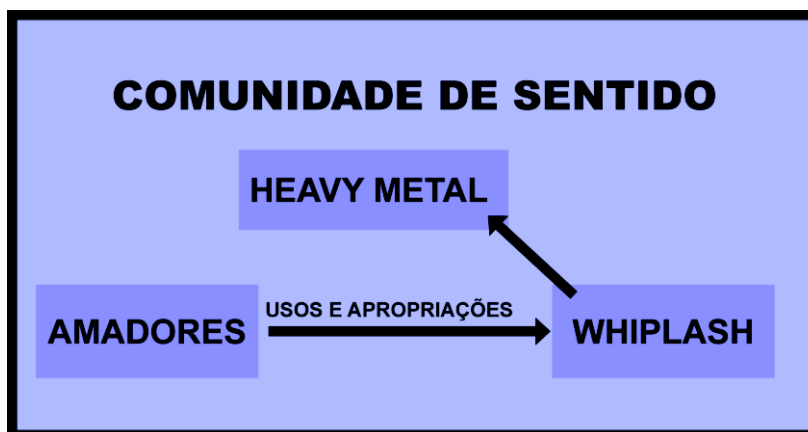 COMUNIDADE DE SENTIDO
HEAVY METAL
USOS E APROPRIAÇÕES
AMADORES
WHIPLASH